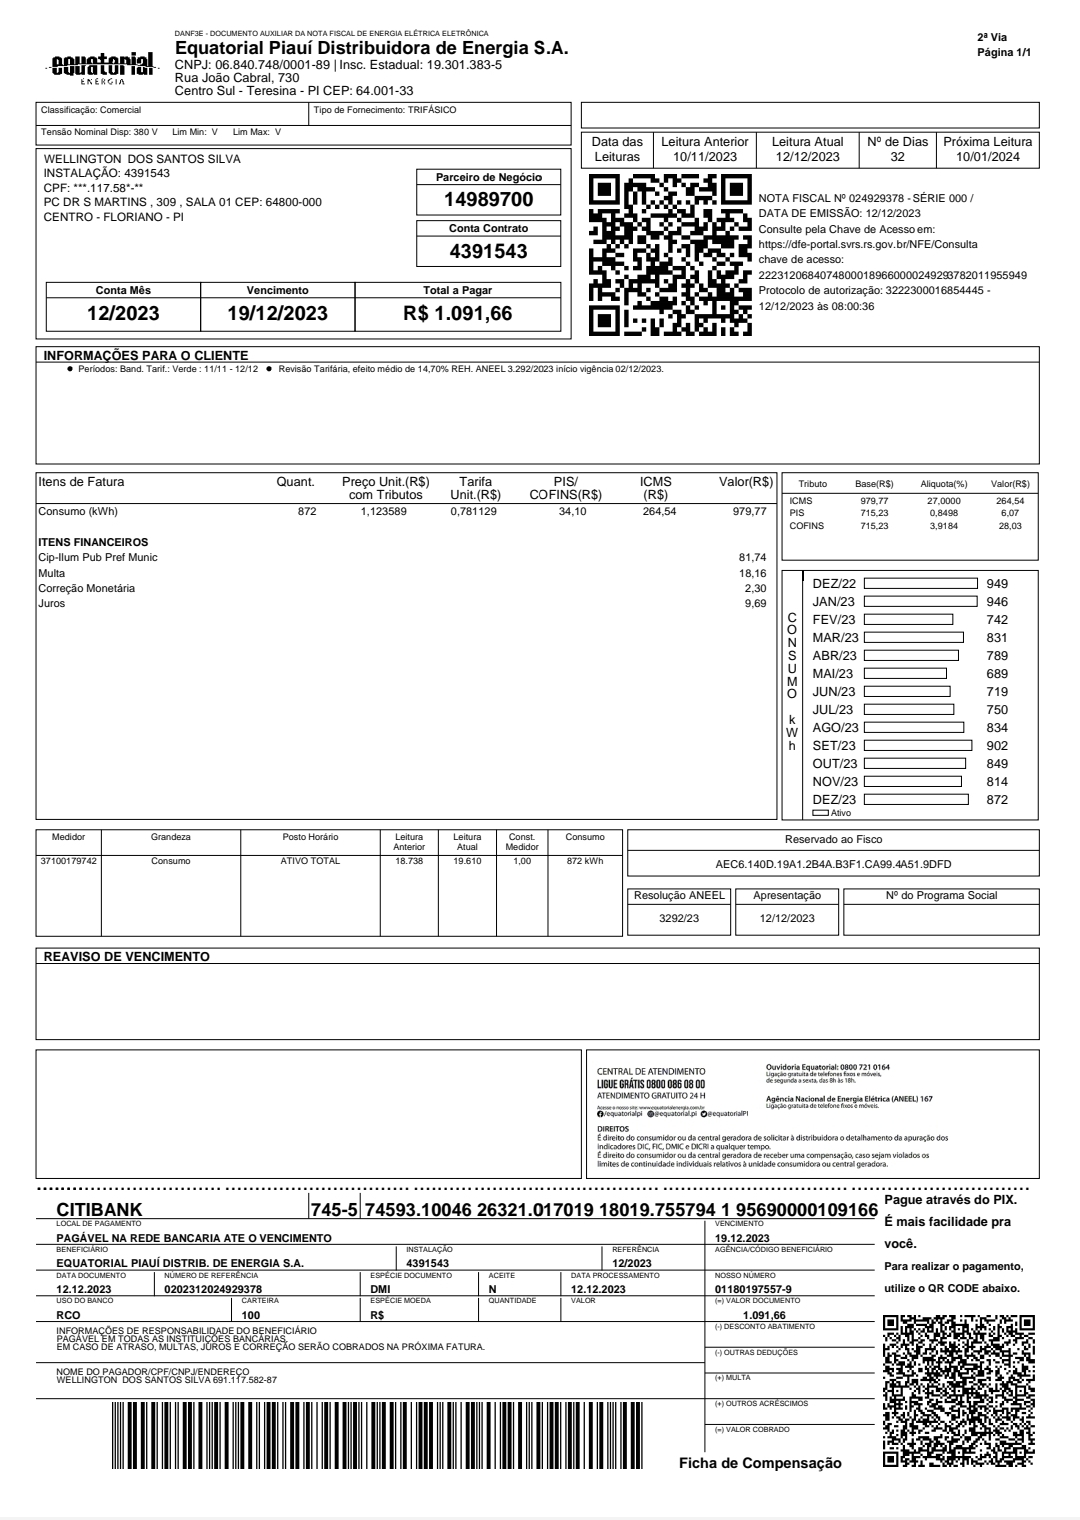 DANF3E - DOCUMENTO AUXILIAR DA NOTA FISCAL DE ENERGIA ELÉTRICA ELETRÔNICA
2ª Via
Página 1/1
equatorial
ENERGIA
Equatorial Piauí Distribuidora de Energia S.A.
CNPJ: 06.840.748/0001-89 | Insc. Estadual: 19.301.383-5
Rua João Cabral, 730
Centro Sul - Teresina - PI CEP: 64.001-33
Classificação: Comercial Tipo de Fornecimento: TRIFÁSICO
Tensão Nominal Disp: 380 V Lim Min: V Lim Max: V
Data das Leituras Leitura Anterior 10/11/2023 Leitura Atual 12/12/2023 Nº de Dias 32 Próxima Leitura 10/01/2024
WELLINGTON DOS SANTOS SILVA
INSTALAÇÃO: 4391543
CPF: ***.117.58*-**
PC DR S MARTINS , 309 , SALA 01 CEP: 64800-000
CENTRO - FLORIANO - PI
Parceiro de Negócio
14989700
Conta Contrato
4391543
Conta Mês Vencimento Total a Pagar
12/2023 19/12/2023 R$ 1.091,66
NOTA FISCAL Nº 024929378 - SÉRIE 000 /
DATA DE EMISSÃO: 12/12/2023
Consulte pela Chave de Acesso em:
https://dfe-portal.svrs.rs.gov.br/NFE/Consulta
chave de acesso:
22231206840748000189660000249293782011955949
Protocolo de autorização: 3222300016854445 -
12/12/2023 às 08:00:36
INFORMAÇÕES PARA O CLIENTE
● Períodos: Band. Tarif.: Verde : 11/11 - 12/12 ● Revisão Tarifária, efeito médio de 14,70% REH. ANEEL 3.292/2023 início vigência 02/12/2023.
Itens de Fatura Quant. Preço Unit.(R$) com Tributos Tarifa Unit.(R$) PIS/ COFINS(R$) ICMS (R$) Valor(R$)
Consumo (kWh) 872 1,123589 0,781129 34,10 264,54 979,77
ITENS FINANCEIROS
Cip-Ilum Pub Pref Munic 81,74
Multa 18,16
Correção Monetária 2,30
Juros 9,69
Tributo Base(R$) Aliquota(%) Valor(R$)
ICMS 979,77 27,0000 264,54
PIS 715,23 0,8498 6,07
COFINS 715,23 3,9184 28,03
CONSUMO kWh
DEZ/22 949
JAN/23 946
FEV/23 742
MAR/23 831
ABR/23 789
MAI/23 689
JUN/23 719
JUL/23 750
AGO/23 834
SET/23 902
OUT/23 849
NOV/23 814
DEZ/23 872
Ativo
Medidor Grandeza Posto Horário Leitura Anterior Leitura Atual Const. Medidor Consumo
37100179742 Consumo ATIVO TOTAL 18.738 19.610 1,00 872 kWh
Reservado ao Fisco
AEC6.140D.19A1.2B4A.B3F1.CA99.4A51.9DFD
Resolução ANEEL Apresentação Nº do Programa Social
3292/23 12/12/2023
REAVISO DE VENCIMENTO
CENTRAL DE ATENDIMENTO
LIGUE GRÁTIS 0800 086 08 00
ATENDIMENTO GRATUITO 24 H
Acesse o nosso site: www.equatorialenergia.com.br
/equatorialpi @equatorial.pi @equatorialPI
Ouvidoria Equatorial: 0800 721 0164
Ligação gratuita de telefones fixos e móveis,
de segunda a sexta, das 8h às 18h.
Agência Nacional de Energia Elétrica (ANEEL) 167
Ligação gratuita de telefone fixos e móveis.
DIREITOS
É direito do consumidor ou da central geradora de solicitar à distribuidora o detalhamento da apuração dos
indicadores DIC, FIC, DMIC e DICRI a qualquer tempo.
É direito do consumidor ou da central geradora de receber uma compensação, caso sejam violados os
limites de continuidade individuais relativos à unidade consumidora ou central geradora.
CITIBANK 745-5 74593.10046 26321.017019 18019.755794 1 95690000109166
LOCAL DE PAGAMENTO VENCIMENTO
PAGÁVEL NA REDE BANCARIA ATE O VENCIMENTO 19.12.2023
BENEFICIÁRIO INSTALAÇÃO REFERÊNCIA AGÊNCIA/CÓDIGO BENEFICIÁRIO
EQUATORIAL PIAUÍ DISTRIB. DE ENERGIA S.A. 4391543 12/2023
DATA DOCUMENTO NÚMERO DE REFERÊNCIA ESPÉCIE DOCUMENTO ACEITE DATA PROCESSAMENTO NOSSO NÚMERO
12.12.2023 0202312024929378 DMI N 12.12.2023 01180197557-9
USO DO BANCO CARTEIRA ESPÉCIE MOEDA QUANTIDADE VALOR (=) VALOR DOCUMENTO
RCO 100 R$ 1.091,66
INFORMAÇÕES DE RESPONSABILIDADE DO BENEFICIÁRIO
PAGÁVEL EM TODAS AS INSTITUIÇÕES BANCÁRIAS.
EM CASO DE ATRASO, MULTAS, JUROS E CORREÇÃO SERÃO COBRADOS NA PRÓXIMA FATURA.
(-) DESCONTO ABATIMENTO
(-) OUTRAS DEDUÇÕES
NOME DO PAGADOR/CPF/CNPJ/ENDEREÇO
WELLINGTON DOS SANTOS SILVA 691.117.582-87
(+) MULTA
(+) OUTROS ACRÉSCIMOS
(=) VALOR COBRADO
Ficha de Compensação
Pague através do PIX.
É mais facilidade pra
você.
Para realizar o pagamento,
utilize o QR CODE abaixo.